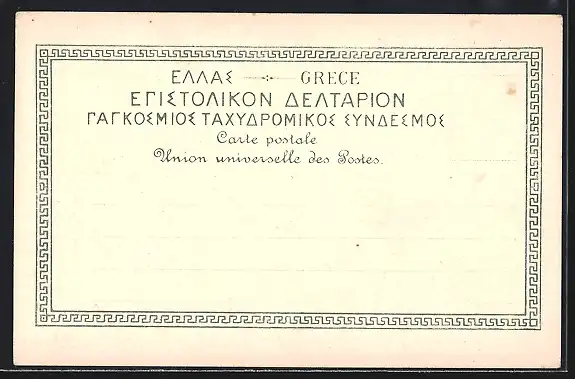 ΕΛΛΑΣ GRECE
ΕΠΙΣΤΟΛΙΚΟΝ ΔΕΛΤΑΡΙΟΝ
ΠΑΓΚΟΣΜΙΟΣ ΤΑΧΥΔΡΟΜΙΚΟΣ ΣΥΝΔΕΣΜΟΣ
Carte postale
Union universelle des Postes.